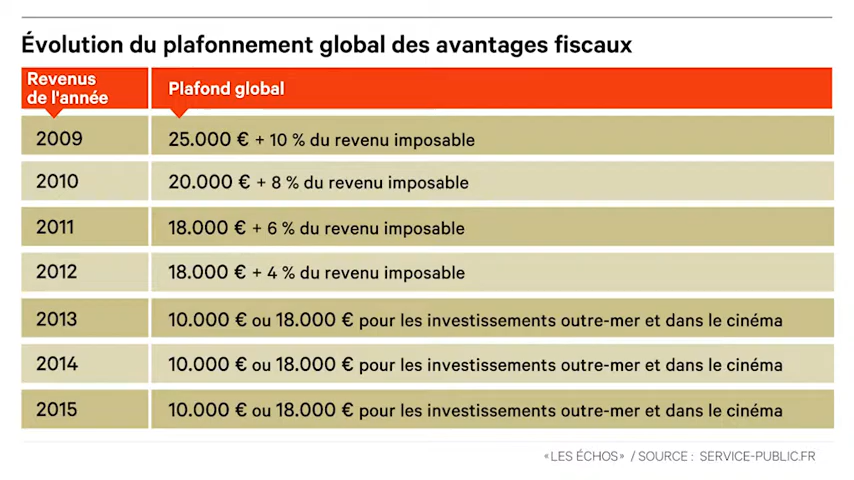 Évolution du plafonnement global des avantages fiscaux
Revenus
de l'année
Plafond global
2009
25.000 € + 10 % du revenu imposable
2010
20.000 € + 8 % du revenu imposable
2011
18.000 € + 6 % du revenu imposable
2012
18.000 € + 4 % du revenu imposable
2013
10.000 € ou 18.000 € pour les investissements outre-mer et dans le cinéma
2014
10.000 € ou 18.000 € pour les investissements outre-mer et dans le cinéma
2015
10.000 € ou 18.000 € pour les investissements outre-mer et dans le cinéma
« LES ÉCHOS » / SOURCE : SERVICE-PUBLIC.FR